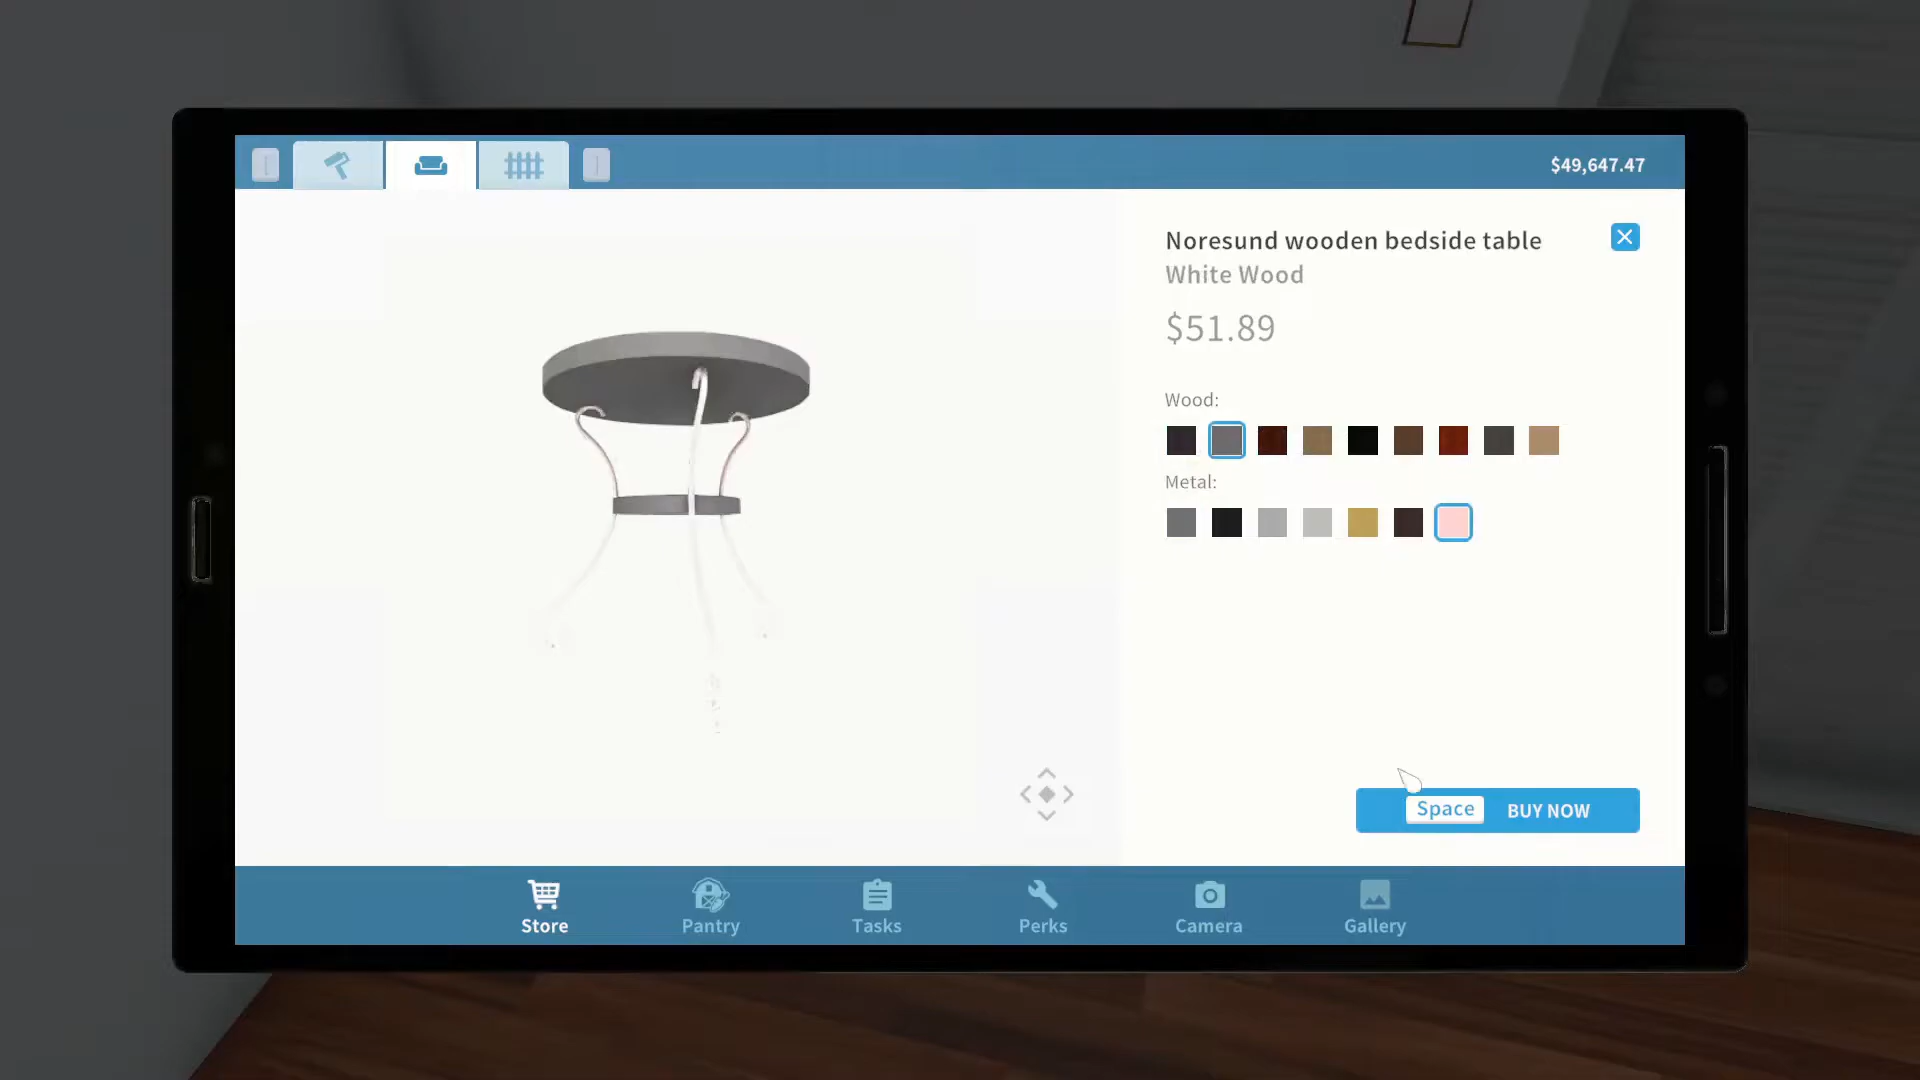 $49,647.47
Noresund wooden bedside table
White Wood
$51.89
Wood:
Metal:
Space BUY NOW
Store Pantry Tasks Perks Camera Gallery